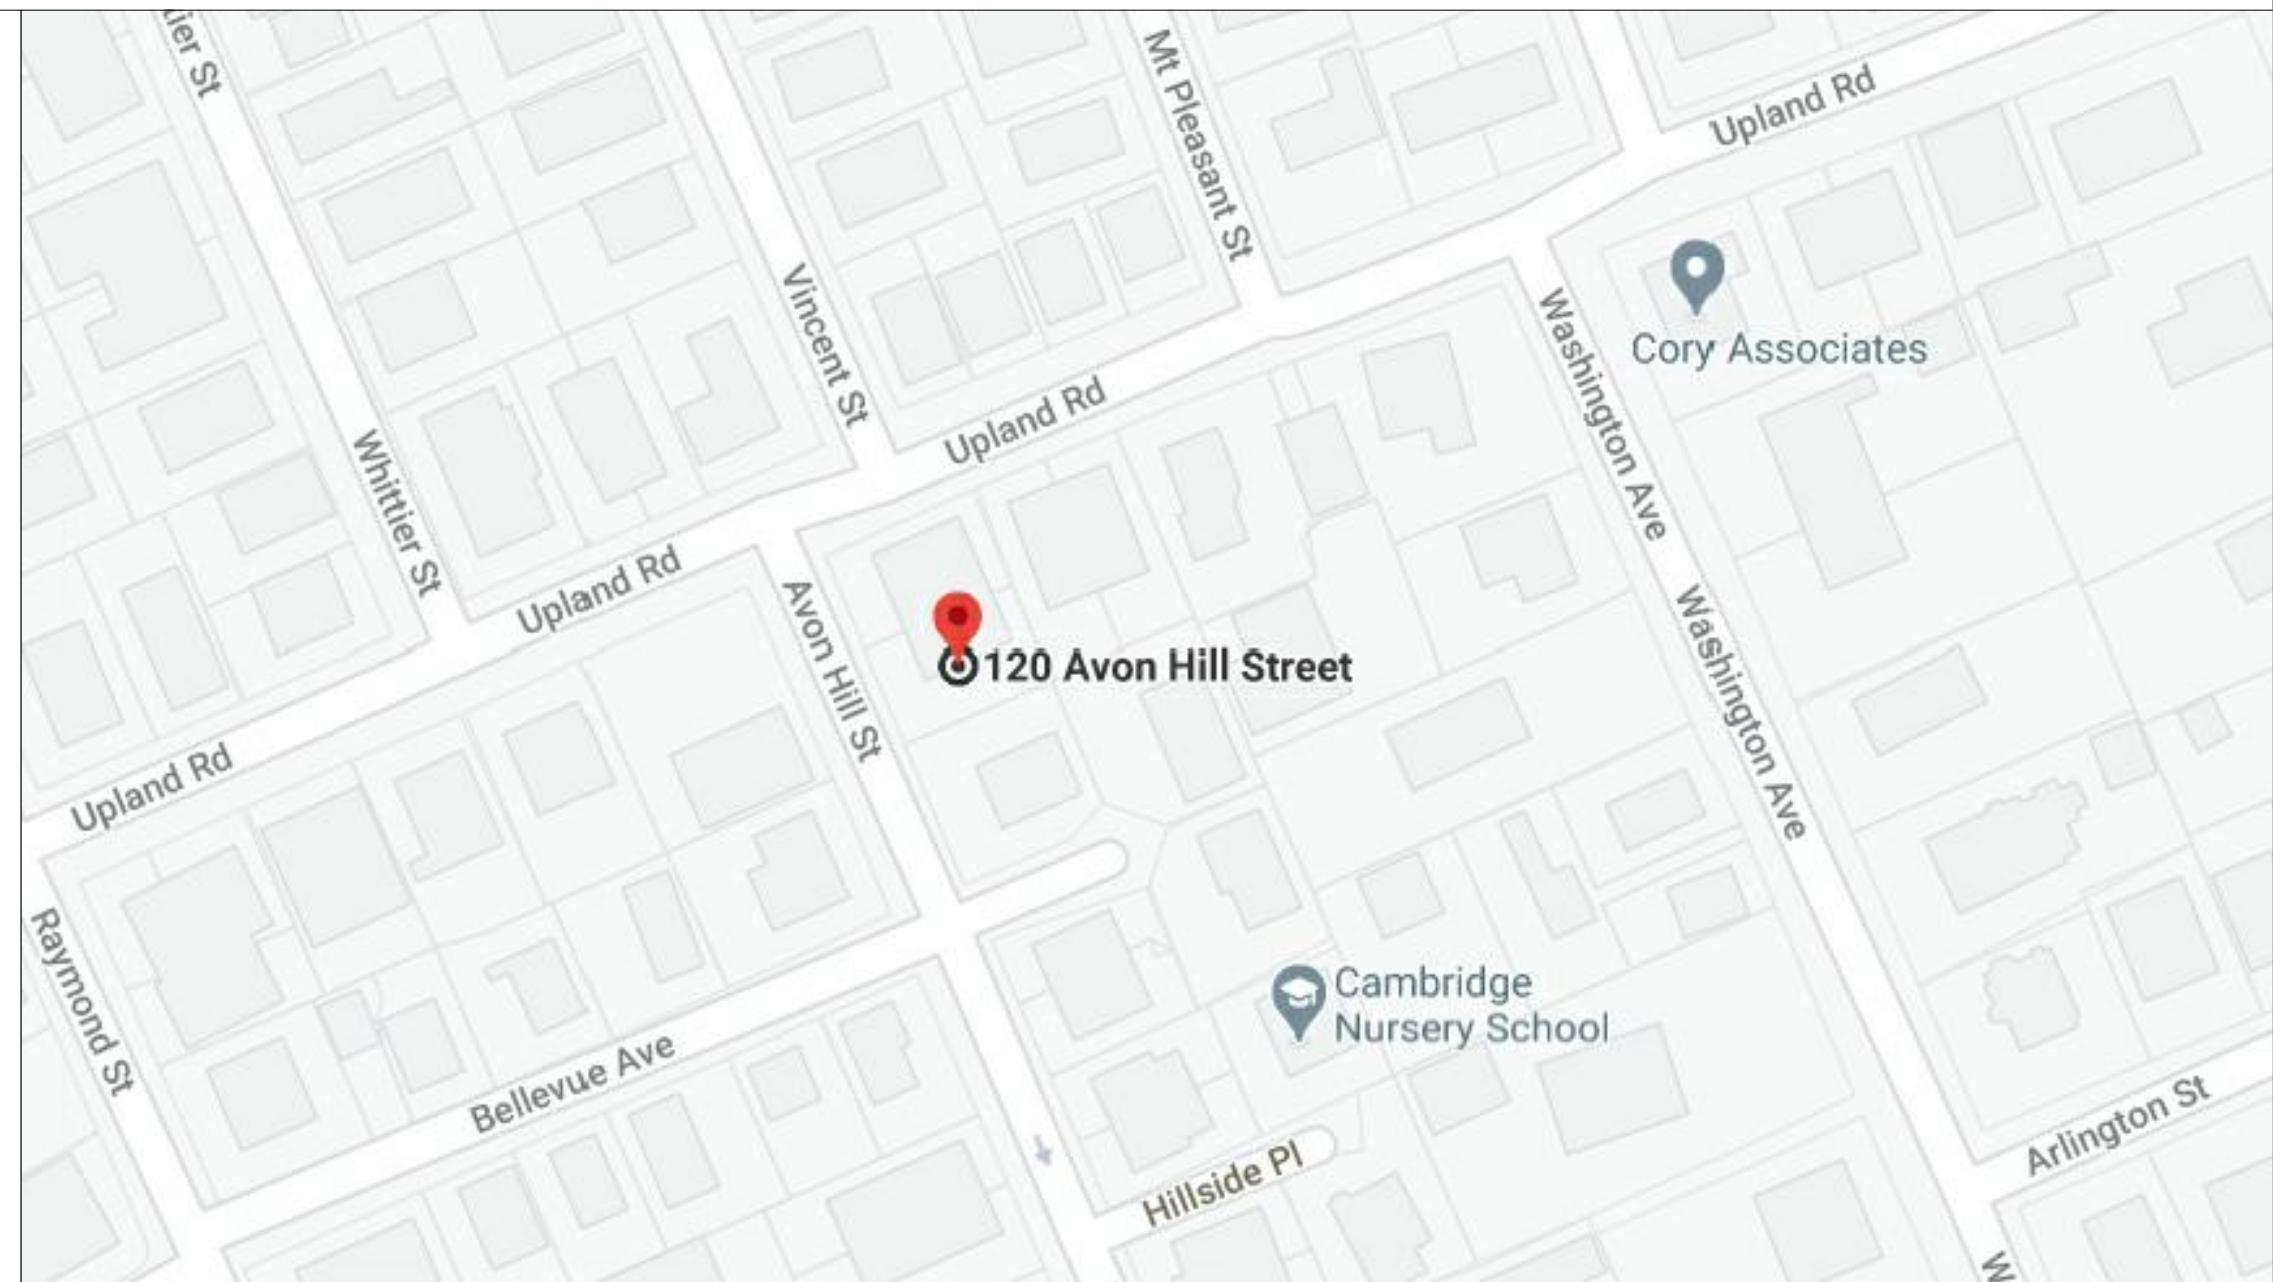 tier St
Mt Pleasant St
Upland Rd
Vincent St
Washington Ave
Cory Associates
Upland Rd
Whittier St
Upland Rd
Avon Hill St
120 Avon Hill Street
Washington Ave
Upland Rd
Raymond St
Cambridge
Nursery School
Bellevue Ave
Hillside Pl
Arlington St
W